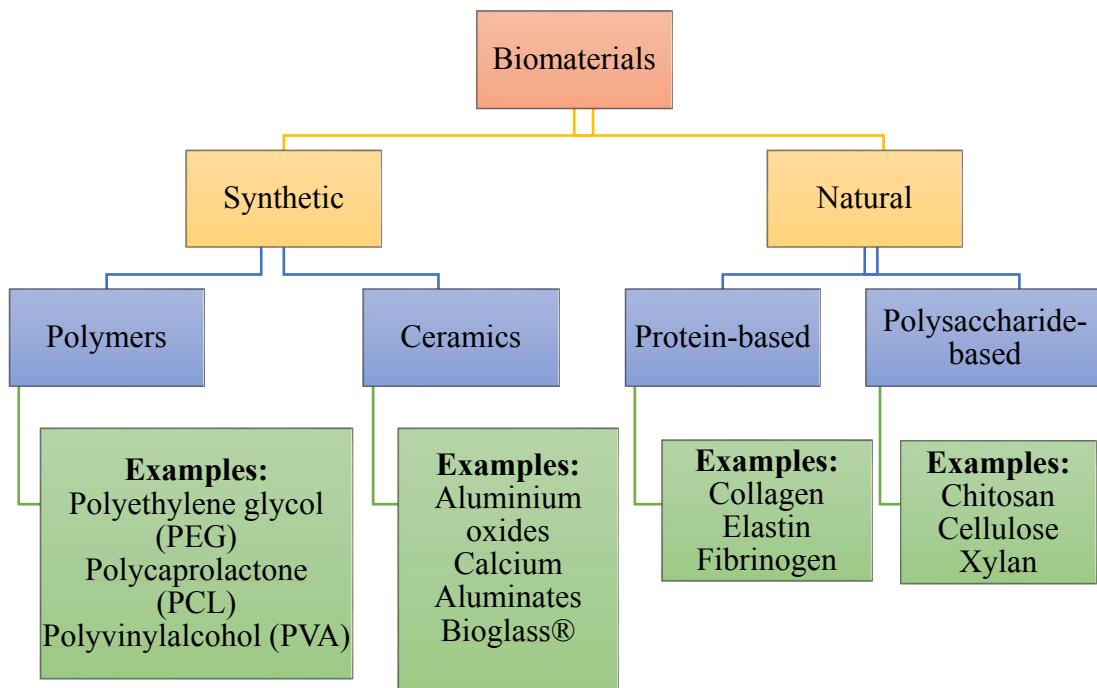 Biomaterials
Synthetic
Natural
Polymers
Ceramics
Protein-based
Polysaccharide-
based
Examples:
Polyethylene glycol
(PEG)
Polycaprolactone
(PCL)
Polyvinylalcohol (PVA)
Examples:
Aluminium
oxides
Calcium
Aluminates
Bioglass®
Examples:
Collagen
Elastin
Fibrinogen
Examples:
Chitosan
Cellulose
Xylan